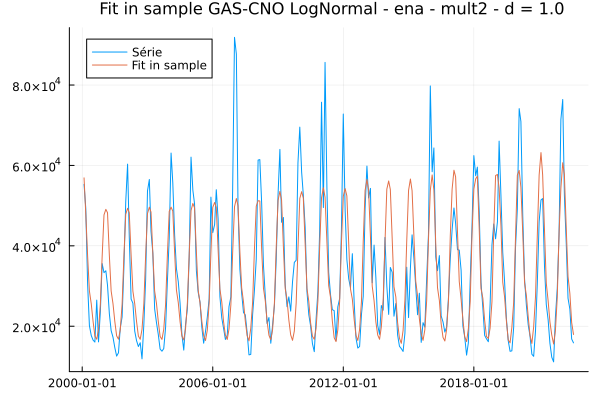 Fit in sample GAS-CNO LogNormal - ena - mult2 - d = 1.0
Série
Fit in sample
8.0×10⁴
6.0×10⁴
4.0×10⁴
2.0×10⁴
2000-01-01 2006-01-01 2012-01-01 2018-01-01